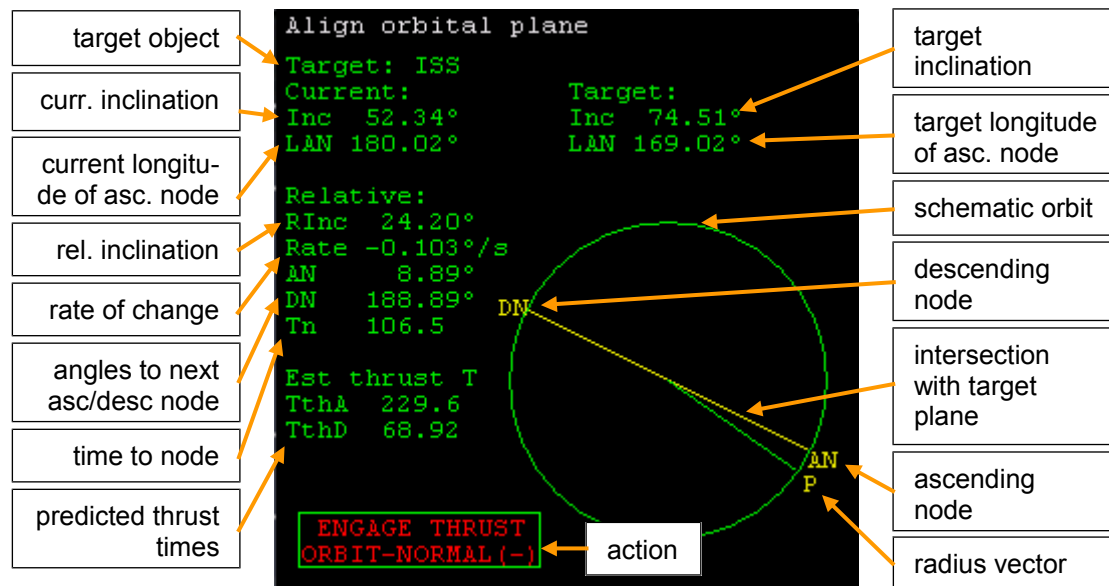 target object
curr. inclination
current longitu-
de of asc. node
rel. inclination
rate of change
angles to next
asc/desc node
time to node
predicted thrust
times
Align orbital plane
Target: ISS
Current: Target:
Inc 52.34° Inc 74.51°
LAN 180.02° LAN 169.02°
Relative:
RInc 24.20°
Rate -0.103°/s
AN 8.89°
DN 188.89°
Tn 106.5
Est thrust T
TthA 229.6
TthD 68.92
DN
AN
P
ENGAGE THRUST
ORBIT-NORMAL(-)
action
target
inclination
target longitude
of asc. node
schematic orbit
descending
node
intersection
with target
plane
ascending
node
radius vector